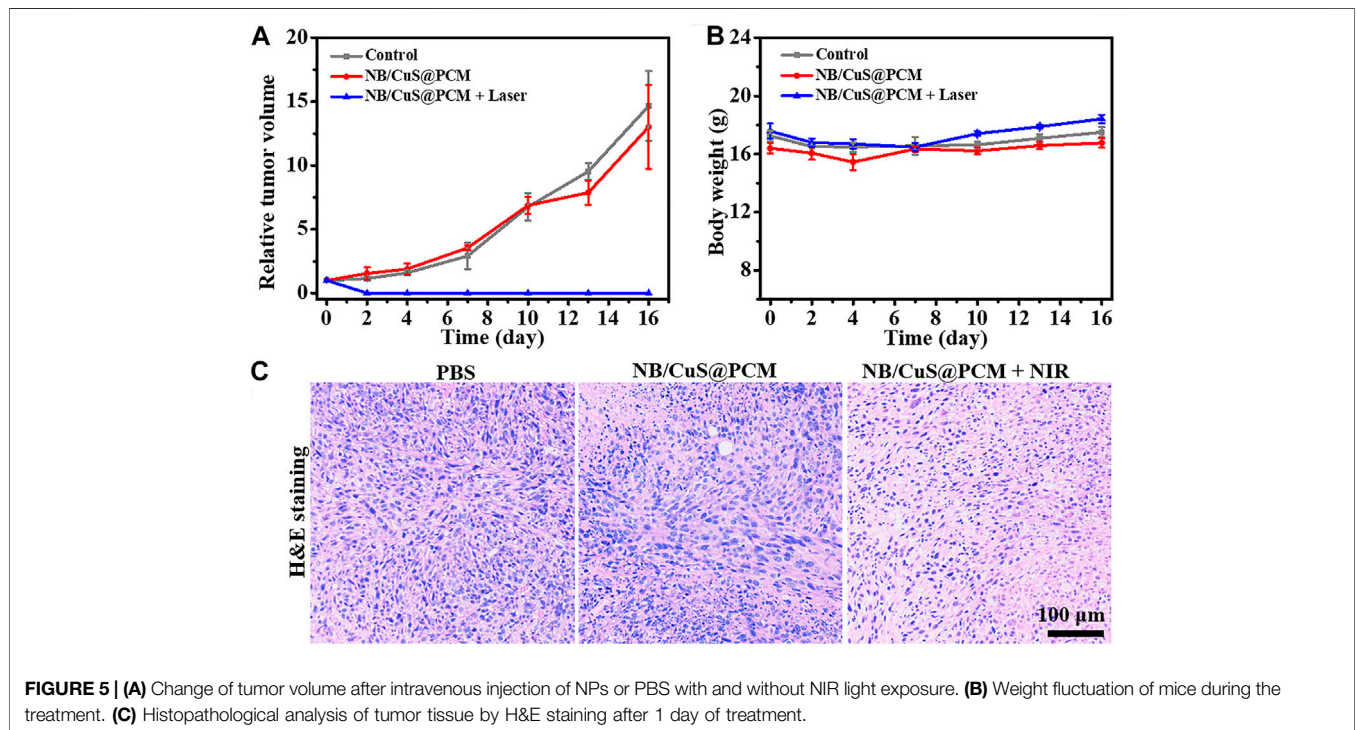 A
20
15
10
5
0
Relative tumor volume
Control
NB/CuS@PCM
NB/CuS@PCM + Laser
0 2 4 6 8 10 12 14 16
Time (day)
B
24
20
16
12
8
Body weight (g)
Control
NB/CuS@PCM
NB/CuS@PCM + Laser
0 2 4 6 8 10 12 14 16
Time (day)
C
PBS
NB/CuS@PCM
NB/CuS@PCM + NIR
H&E staining
100 μm
FIGURE 5 | (A) Change of tumor volume after intravenous injection of NPs or PBS with and without NIR light exposure. (B) Weight fluctuation of mice during the
treatment. (C) Histopathological analysis of tumor tissue by H&E staining after 1 day of treatment.